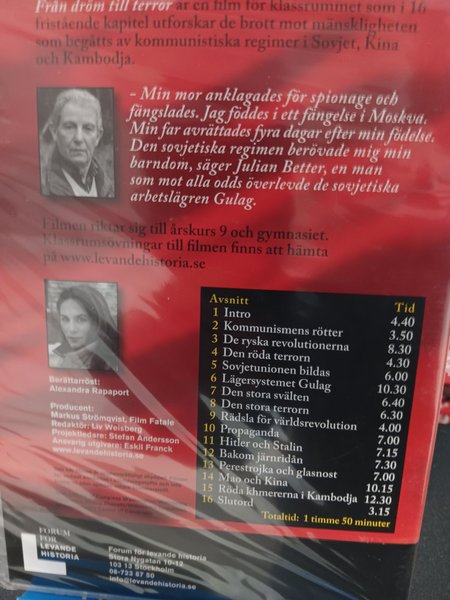 Från dröm till terror är en film för klassrummet som i 16
fristående kapitel utforskar de brott mot mänskligheten
som begåtts av kommunistiska regimer i Sovjet, Kina
och Kambodja.
- Min mor anklagades för spionage och
fängslades. Jag föddes i ett fängelse i Moskva.
Min far avrättades fyra dagar efter min födelse.
Den sovjetiska regimen berövade mig min
barndom, säger Julian Better, en man
som mot alla odds överlevde de sovjetiska
arbetslägren Gulag.
Filmen riktar sig till årskurs 9 och gymnasiet.
Klassrumsövningar till filmen finns att hämta
på www.levandehistoria.se
Berättarröst:
Alexandra Rapaport
Producent:
Markus Strömqvist, Film Fatale
Redaktör: Liv Weisberg
Projektledare: Stefan Andersson
Ansvarig utgivare: Eskil Franck
www.levandehistoria.se
Avsnitt Tid
1 Intro 4.40
2 Kommunismens rötter 3.50
3 De ryska revolutionerna 8.30
4 Den röda terrorn 4.30
5 Sovjetunionen bildas 6.00
6 Lägersystemet Gulag 10.30
7 Den stora svälten 6.40
8 Den stora terrorn 6.30
9 Rädsla för världsrevolution 4.00
10 Propaganda 7.00
11 Hitler och Stalin 7.15
12 Bakom järnridån 7.30
13 Perestrojka och glasnost 7.00
14 Mao och Kina 10.15
15 Röda khmererna i Kambodja 12.30
16 Slutord 3.15
Totaltid: 1 timme 50 minuter
FORUM
FÖR
LEVANDE
HISTORIA
Forum för levande historia
Stora Nygatan 10-12
103 13 Stockholm
08-723 87 50
info@levandehistoria.se